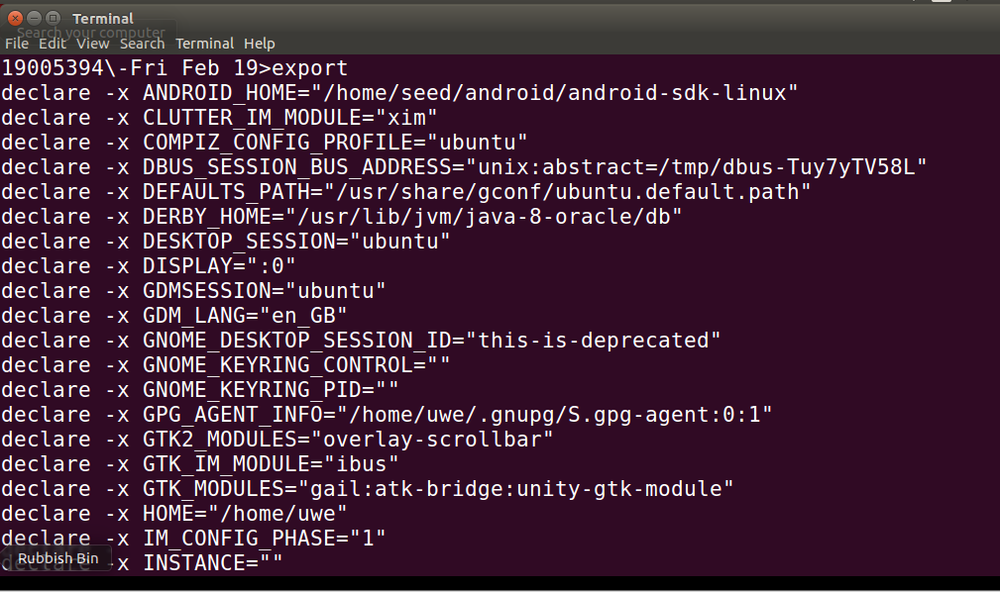 Terminal
Search your computer
File Edit View Search Terminal Help
19005394\-Fri Feb 19>export
declare -x ANDROID_HOME="/home/seed/android/android-sdk-linux"
declare -x CLUTTER_IM_MODULE="xim"
declare -x COMPIZ_CONFIG_PROFILE="ubuntu"
declare -x DBUS_SESSION_BUS_ADDRESS="unix:abstract=/tmp/dbus-Tuy7yTV58L"
declare -x DEFAULTS_PATH="/usr/share/gconf/ubuntu.default.path"
declare -x DERBY_HOME="/usr/lib/jvm/java-8-oracle/db"
declare -x DESKTOP_SESSION="ubuntu"
declare -x DISPLAY=":0"
declare -x GDMSESSION="ubuntu"
declare -x GDM_LANG="en_GB"
declare -x GNOME_DESKTOP_SESSION_ID="this-is-deprecated"
declare -x GNOME_KEYRING_CONTROL=""
declare -x GNOME_KEYRING_PID=""
declare -x GPG_AGENT_INFO="/home/uwe/.gnupg/S.gpg-agent:0:1"
declare -x GTK2_MODULES="overlay-scrollbar"
declare -x GTK_IM_MODULE="ibus"
declare -x GTK_MODULES="gail:atk-bridge:unity-gtk-module"
declare -x HOME="/home/uwe"
declare -x IM_CONFIG_PHASE="1"
Rubbish Bin
declare -x INSTANCE=""